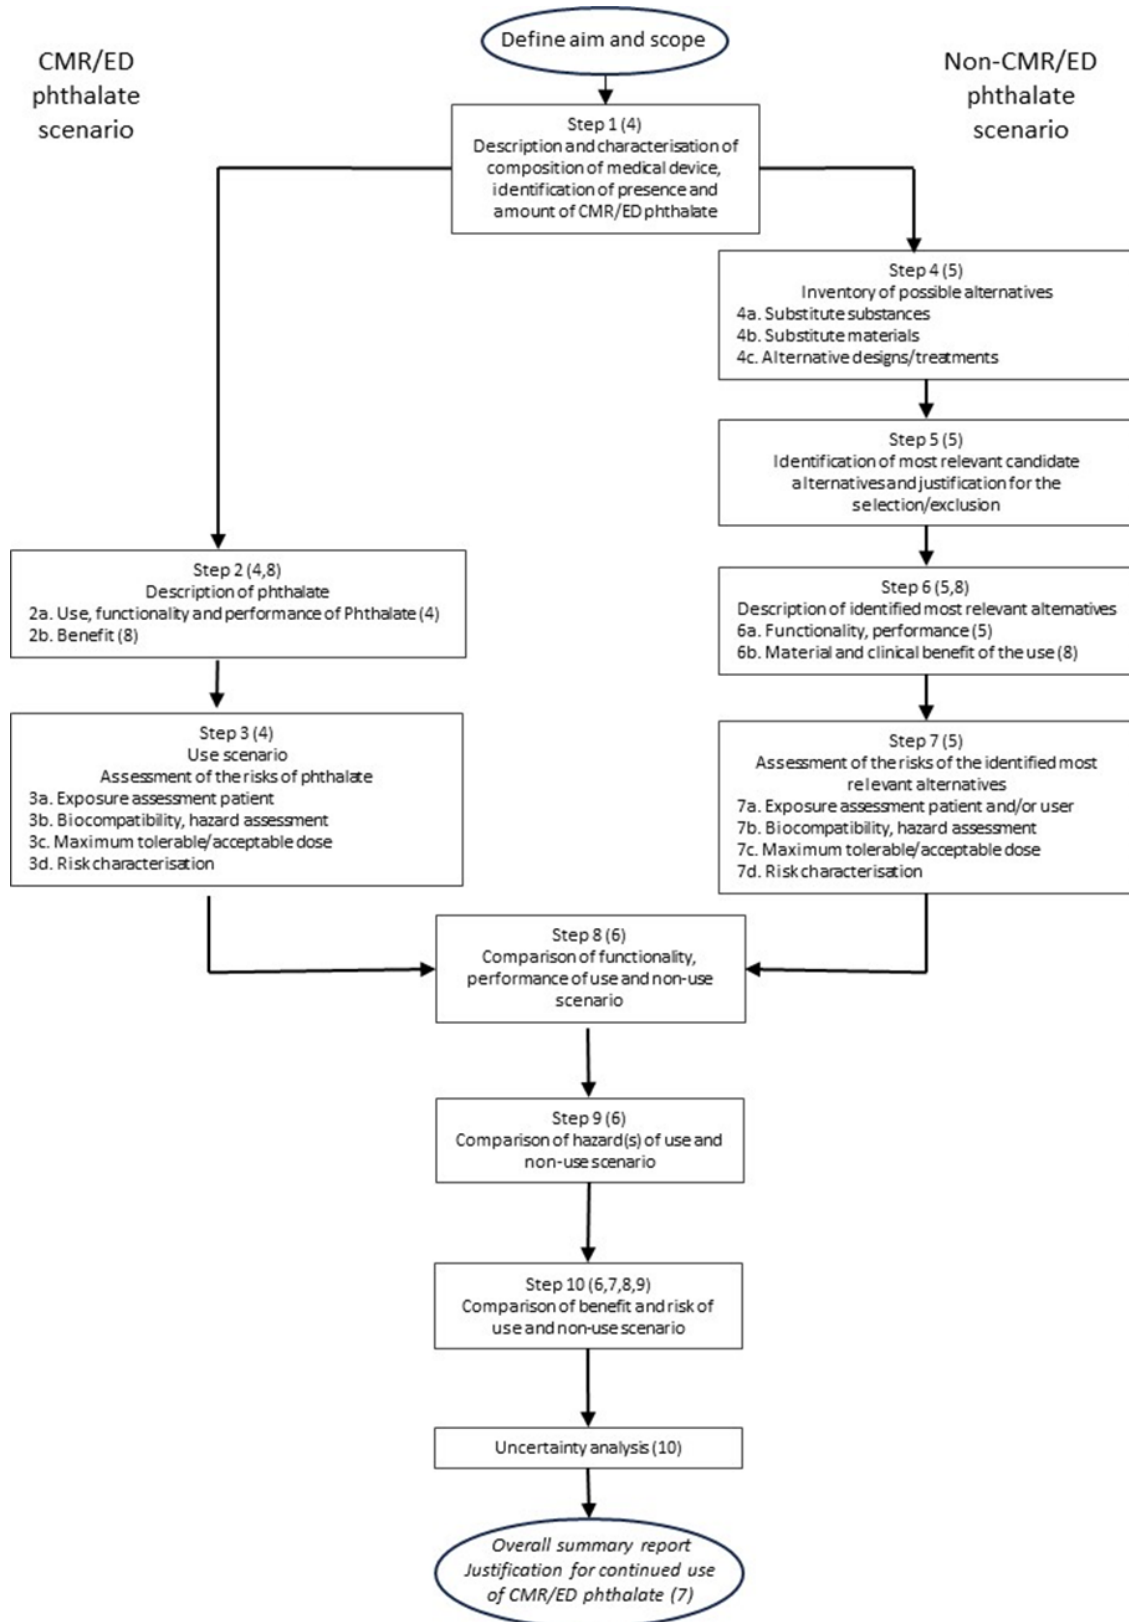 Define aim and scope
CMR/ED
phthalate
scenario
Non-CMR/ED
phthalate
scenario
Step 1 (4)
Description and characterisation of
composition of medical device,
identification of presence and
amount of CMR/ED phthalate
Step 4 (5)
Inventory of possible alternatives
4a. Substitute substances
4b. Substitute materials
4c. Alternative designs/treatments
Step 5 (5)
Identification of most relevant candidate
alternatives and justification for the
selection/exclusion
Step 2 (4,8)
Description of phthalate
2a. Use, functionality and performance of Phthalate (4)
2b. Benefit (8)
Step 6 (5,8)
Description of identified most relevant alternatives
6a. Functionality, performance (5)
6b. Material and clinical benefit of the use (8)
Step 3 (4)
Use scenario
Assessment of the risks of phthalate
3a. Exposure assessment patient
3b. Biocompatibility, hazard assessment
3c. Maximum tolerable/acceptable dose
3d. Risk characterisation
Step 7 (5)
Assessment of the risks of the identified most
relevant alternatives
7a. Exposure assessment patient and/or user
7b. Biocompatibility, hazard assessment
7c. Maximum tolerable/acceptable dose
7d. Risk characterisation
Step 8 (6)
Comparison of functionality,
performance of use and non-use
scenario
Step 9 (6)
Comparison of hazard(s) of use and
non-use scenario
Step 10 (6,7,8,9)
Comparison of benefit and risk of
use and non-use scenario
Uncertainty analysis (10)
Overall summary report
Justification for continued use
of CMR/ED phthalate (7)